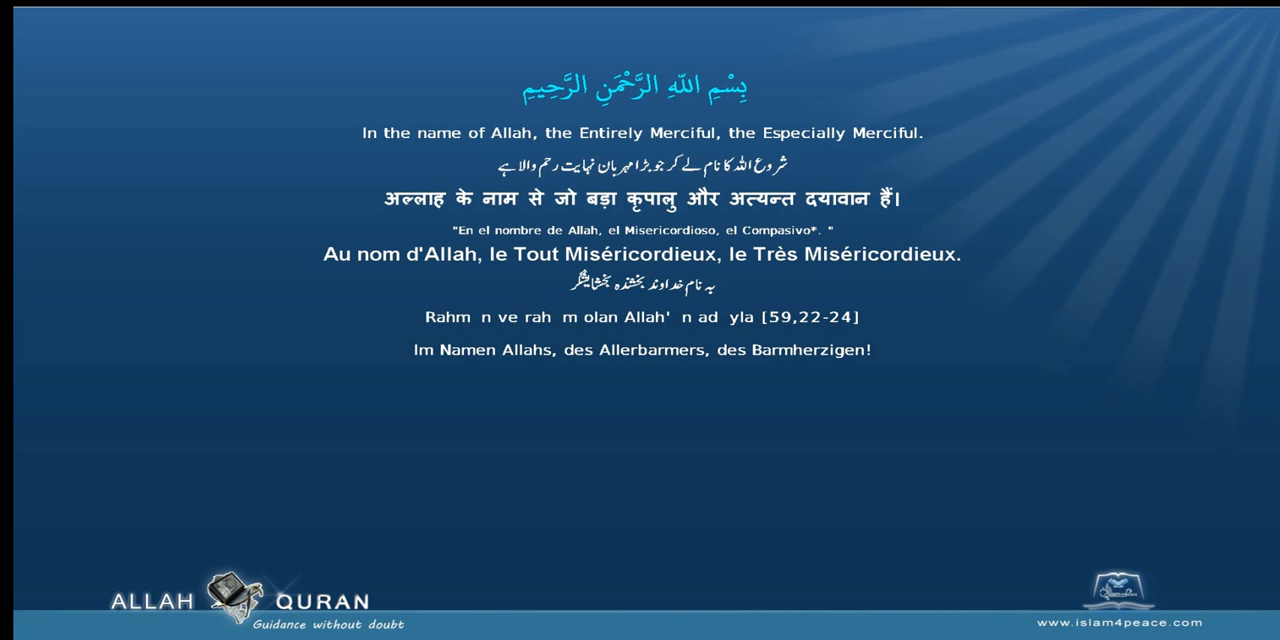 بِسْمِ اللّهِ الرَّحْمَنِ الرَّحِيمِ
In the name of Allah, the Entirely Merciful, the Especially Merciful.
شروع اللہ کا نام لے کر جو بڑا مہربان نہایت رحم والا ہے
अल्लाह के नाम से जो बड़ा कृपालु और अत्यन्त दयावान हैं।
"En el nombre de Allah, el Misericordioso, el Compasivo*. "
Au nom d'Allah, le Tout Miséricordieux, le Très Miséricordieux.
به نام خداوند بخشنده بخشایشگر
Rahm n ve rah m olan Allah' n ad yla [59,22-24]
Im Namen Allahs, des Allerbarmers, des Barmherzigen!
ALLAH QURAN
Guidance without doubt
www.islam4peace.com